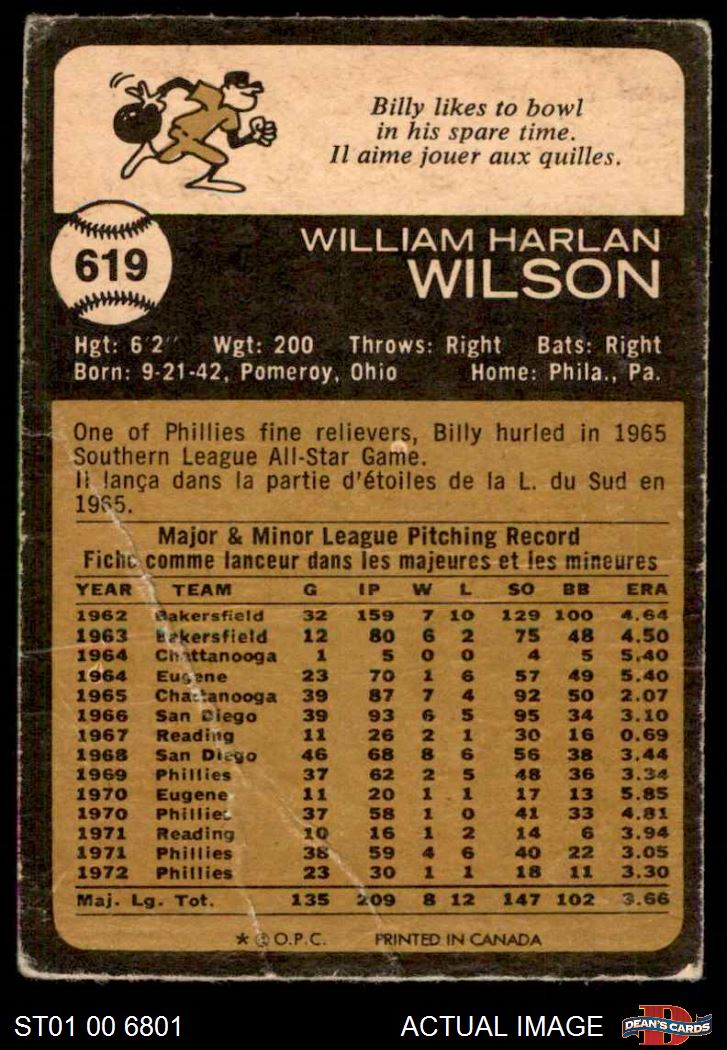 Billy likes to bowl
in his spare time.
Il aime jouer aux quilles.
619
WILLIAM HARLAN
WILSON
Hgt: 6'2" Wgt: 200 Throws: Right Bats: Right
Born: 9-21-42, Pomeroy, Ohio Home: Phila., Pa.
One of Phillies fine relievers, Billy hurled in 1965
Southern League All-Star Game.
Il lança dans la partie d'étoiles de la L. du Sud en
1965.
Major & Minor League Pitching Record
Fiche comme lanceur dans les majeures et les mineures
YEAR TEAM G IP W L SO BB ERA
1962 Bakersfield 32 159 7 10 129 100 4.64
1963 Bakersfield 12 80 6 2 75 48 4.50
1964 Chattanooga 1 5 0 0 4 5 5.40
1964 Eugene 23 70 1 6 57 49 5.40
1965 Chattanooga 39 87 7 4 92 50 2.07
1966 San Diego 39 93 6 5 95 34 3.10
1967 Reading 11 26 2 1 30 16 0.69
1968 San Diego 46 68 8 6 56 38 3.44
1969 Phillies 37 62 2 5 48 36 3.34
1970 Eugene 11 20 1 1 17 13 5.85
1970 Phillies 37 58 1 0 41 33 4.81
1971 Reading 10 16 1 2 14 6 3.94
1971 Phillies 38 59 4 6 40 22 3.05
1972 Phillies 23 30 1 1 18 11 3.30
Maj. Lg. Tot. 135 209 8 12 147 102 3.66
* © O.P.C. PRINTED IN CANADA
ST01 00 6801 ACTUAL IMAGE D DEAN'S CARDS